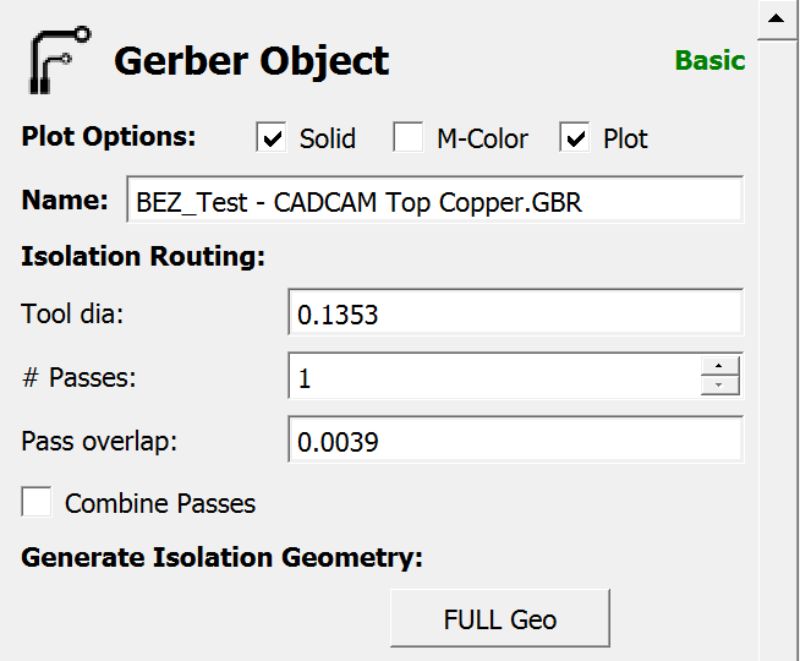 Gerber Object Basic
Plot Options: Solid M-Color Plot
Name: BEZ_Test - CADCAM Top Copper.GBR
Isolation Routing:
Tool dia: 0.1353
# Passes: 1
Pass overlap: 0.0039
Combine Passes
Generate Isolation Geometry:
FULL Geo